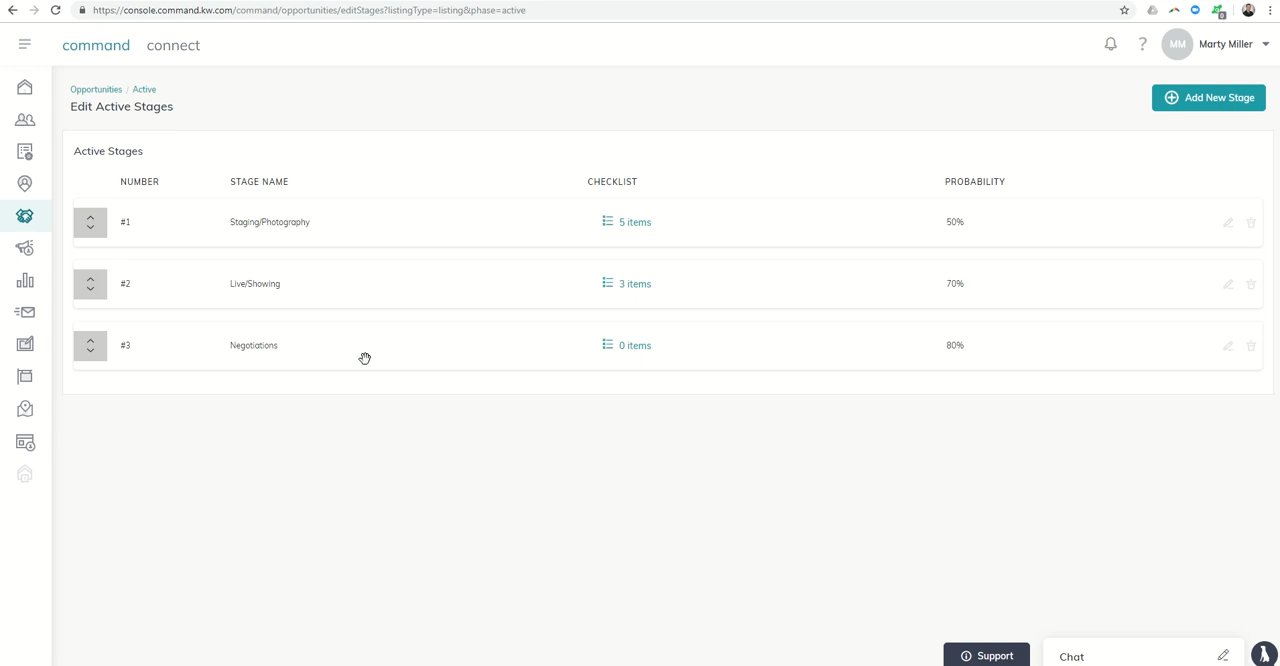 https://console.command.kw.com/command/opportunities/editStages?listingType=listing&phase=active
command connect
? MM Marty Miller
Opportunities / Active
Edit Active Stages
Add New Stage
Active Stages
NUMBER STAGE NAME CHECKLIST PROBABILITY
#1 Staging/Photography 5 items 50%
#2 Live/Showing 3 items 70%
#3 Negotiations 0 items 80%
Support
Chat